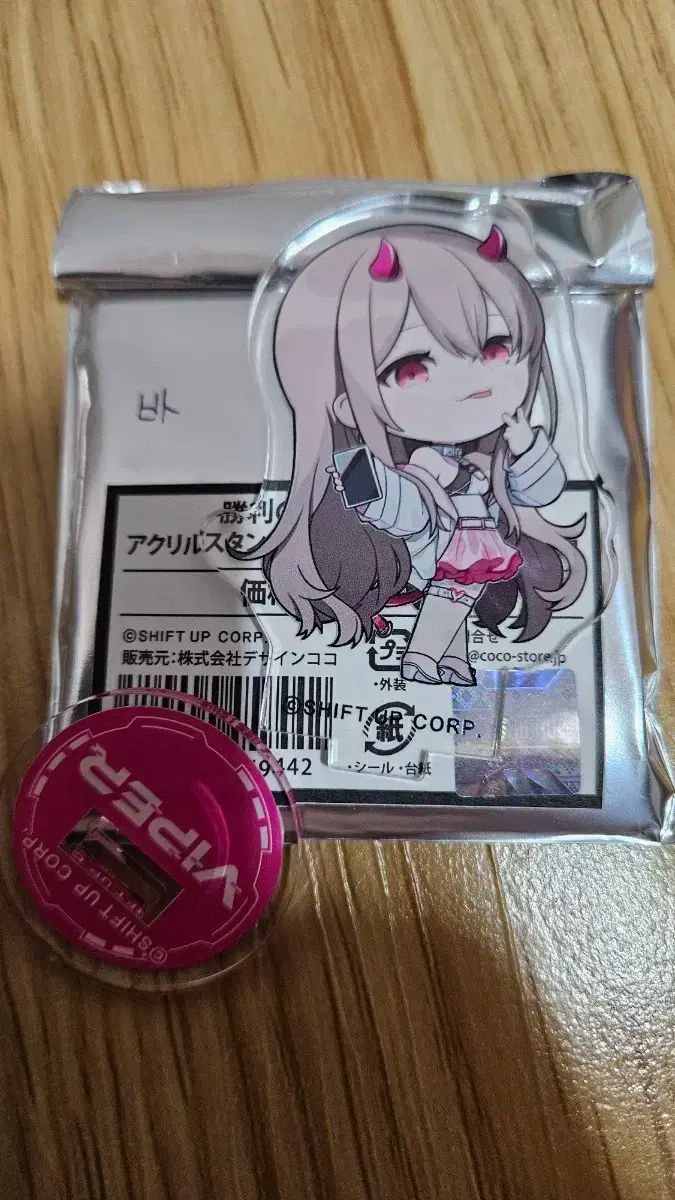 바
勝利の
アクリルスタン
価格
©SHIFT UP CORP.
販売元:株式会社デザインココ
合せ
@coco-store.jp
プラ
・外装
紙
・シール・台紙
9442
©SHIFT UP CORP.
VIPER
©SHIFT UP CORP.